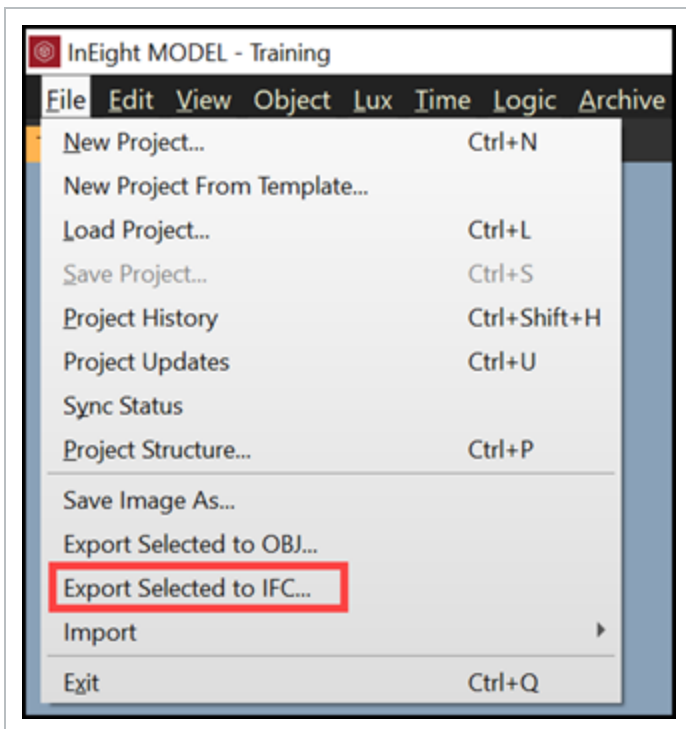 InEight MODEL - Training
File Edit View Object Lux Time Logic Archive
New Project... Ctrl+N
New Project From Template...
Load Project... Ctrl+L
Save Project... Ctrl+S
Project History Ctrl+Shift+H
Project Updates Ctrl+U
Sync Status
Project Structure... Ctrl+P
Save Image As...
Export Selected to OBJ...
Export Selected to IFC...
Import
Exit Ctrl+Q